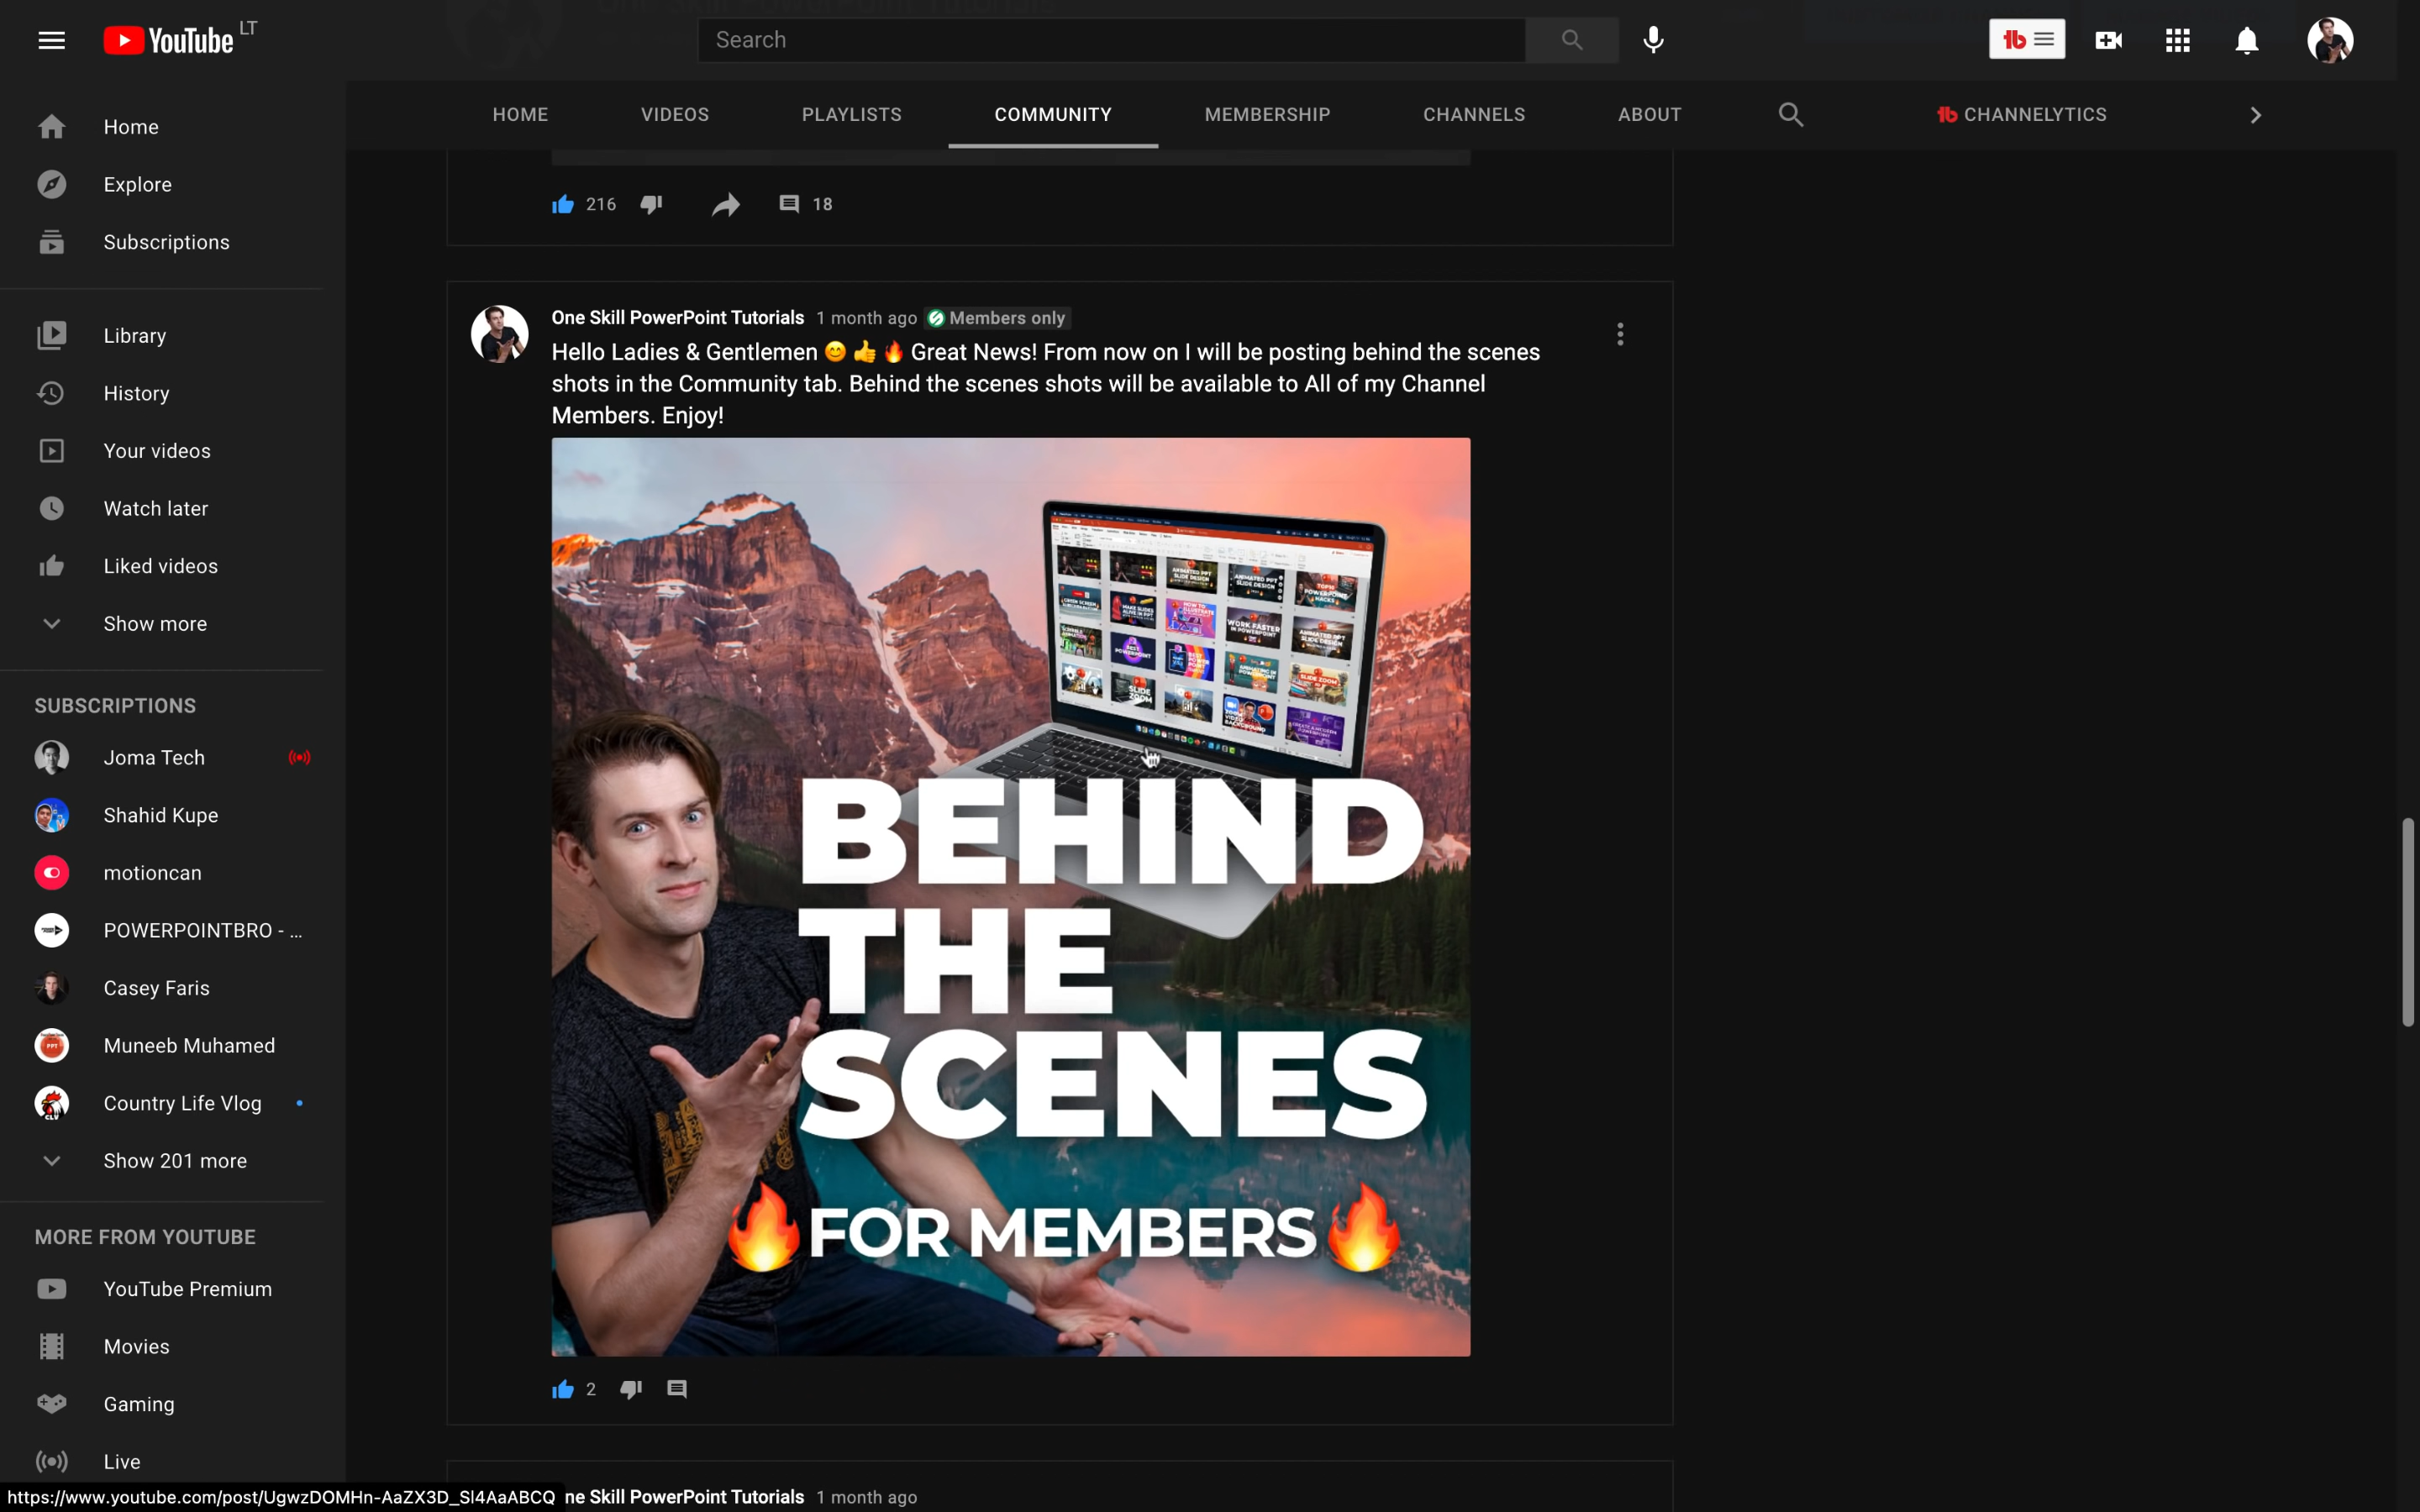 YouTube LT
Search
HOME VIDEOS PLAYLISTS COMMUNITY MEMBERSHIP CHANNELS ABOUT CHANNELYTICS
Home
Explore
Subscriptions
Library
History
Your videos
Watch later
Liked videos
Show more
SUBSCRIPTIONS
Joma Tech
Shahid Kupe
motioncan
POWERPOINTBRO - ...
Casey Faris
Muneeb Muhamed
Country Life Vlog
Show 201 more
MORE FROM YOUTUBE
YouTube Premium
Movies
Gaming
Live
216 18
One Skill PowerPoint Tutorials 1 month ago Members only
Hello Ladies & Gentlemen 😊 👍 🔥 Great News! From now on I will be posting behind the scenes
shots in the Community tab. Behind the scenes shots will be available to All of my Channel
Members. Enjoy!
BEHIND
THE
SCENES
🔥FOR MEMBERS🔥
2
https://www.youtube.com/post/UgwzDOMHn-AaZX3D_Sl4AaABCQ
ne Skill PowerPoint Tutorials 1 month ago